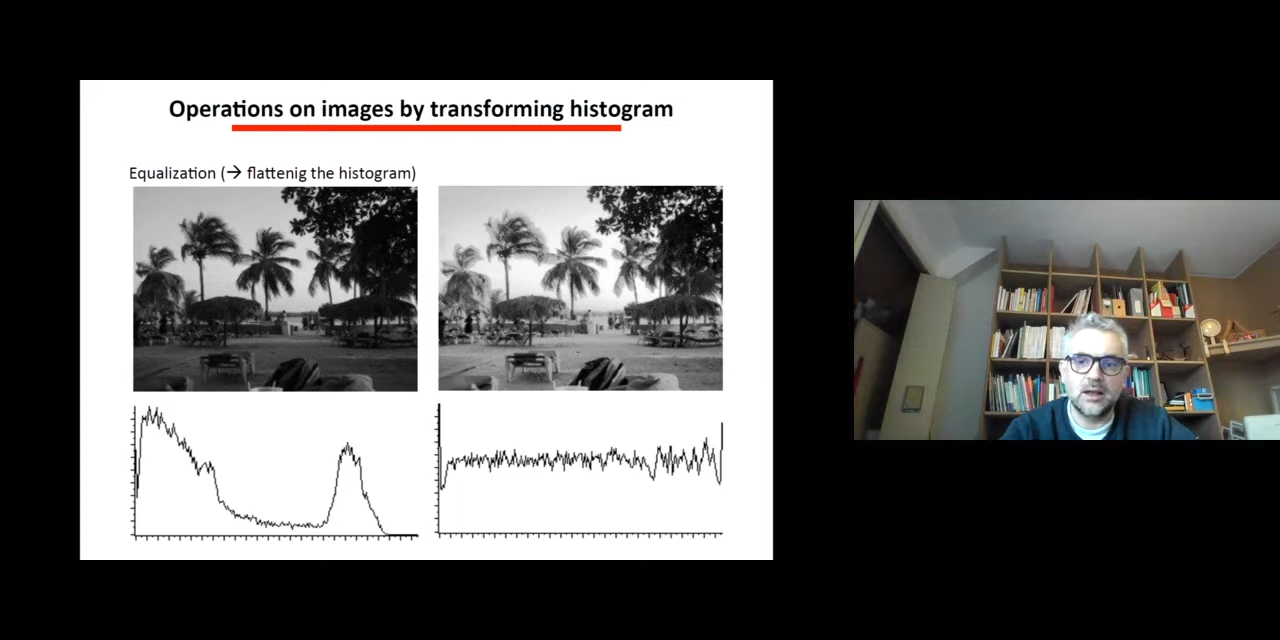 Operations on images by transforming histogram
Equalization (→ flattenig the histogram)